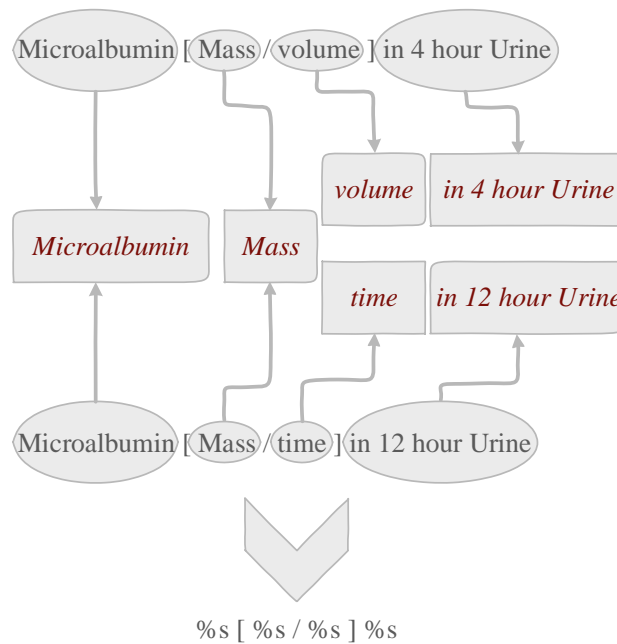 Microalbumin [ Mass / volume ] in 4 hour Urine
volume in 4 hour Urine
Microalbumin Mass
time in 12 hour Urine
Microalbumin [ Mass / time ] in 12 hour Urine
%s [ %s / %s ] %s